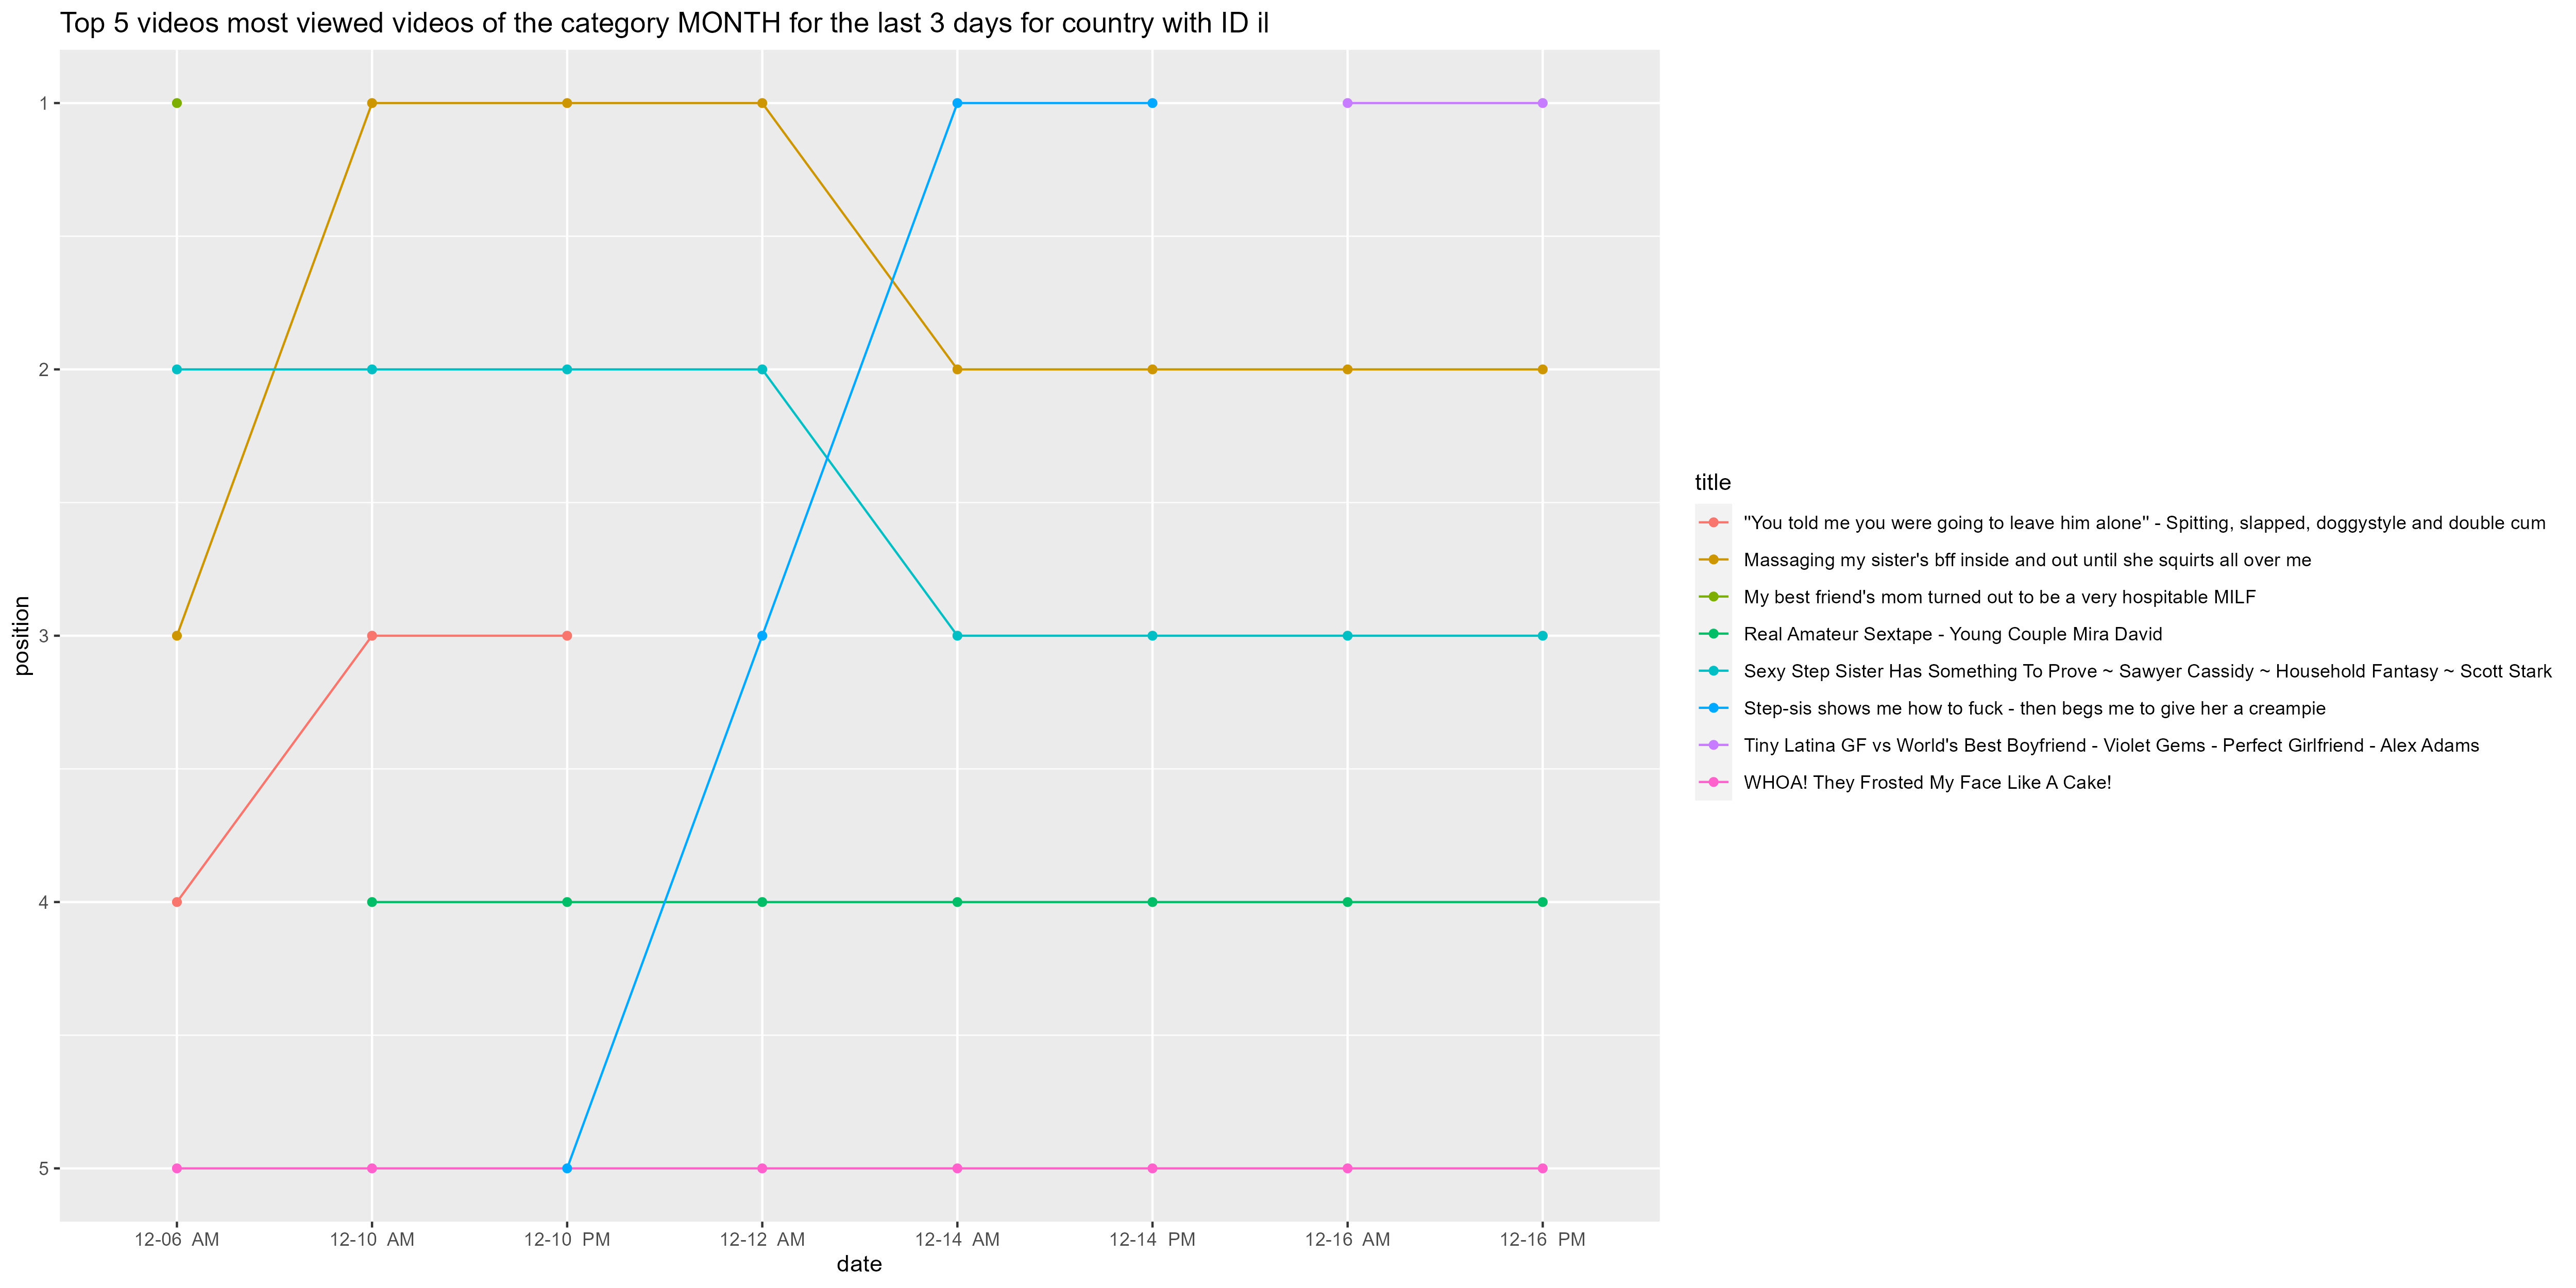 Top 5 videos most viewed videos of the category MONTH for the last 3 days for country with ID il
1
2
3
4
5
position
12-06 AM
12-10 AM
12-10 PM
12-12 AM
12-14 AM
12-14 PM
12-16 AM
12-16 PM
date
title
"You told me you were going to leave him alone" - Spitting, slapped, doggystyle and double cum
Massaging my sister's bff inside and out until she squirts all over me
My best friend's mom turned out to be a very hospitable MILF
Real Amateur Sextape - Young Couple Mira David
Sexy Step Sister Has Something To Prove ~ Sawyer Cassidy ~ Household Fantasy ~ Scott Stark
Step-sis shows me how to fuck - then begs me to give her a creampie
Tiny Latina GF vs World's Best Boyfriend - Violet Gems - Perfect Girlfriend - Alex Adams
WHOA! They Frosted My Face Like A Cake!